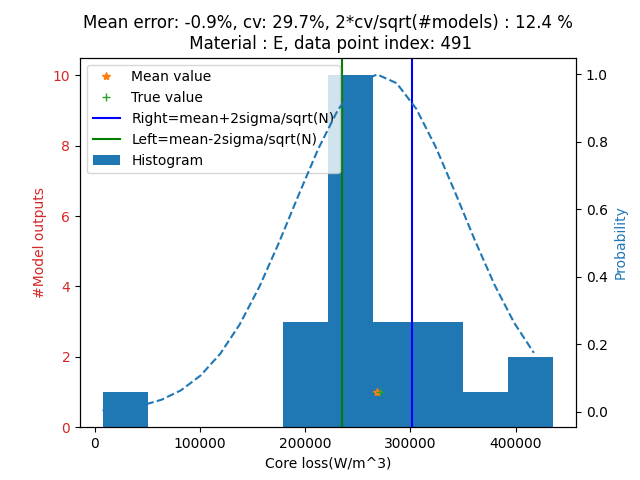 Mean error: -0.9%, cv: 29.7%, 2*cv/sqrt(#models) : 12.4 %
Material : E, data point index: 491
Mean value
True value
Right=mean+2sigma/sqrt(N)
Left=mean-2sigma/sqrt(N)
Histogram
#Model outputs
10
8
6
4
2
0
1.0
0.8
0.6
0.4
0.2
0.0
Probability
0
100000
200000
300000
400000
Core loss(W/m^3)